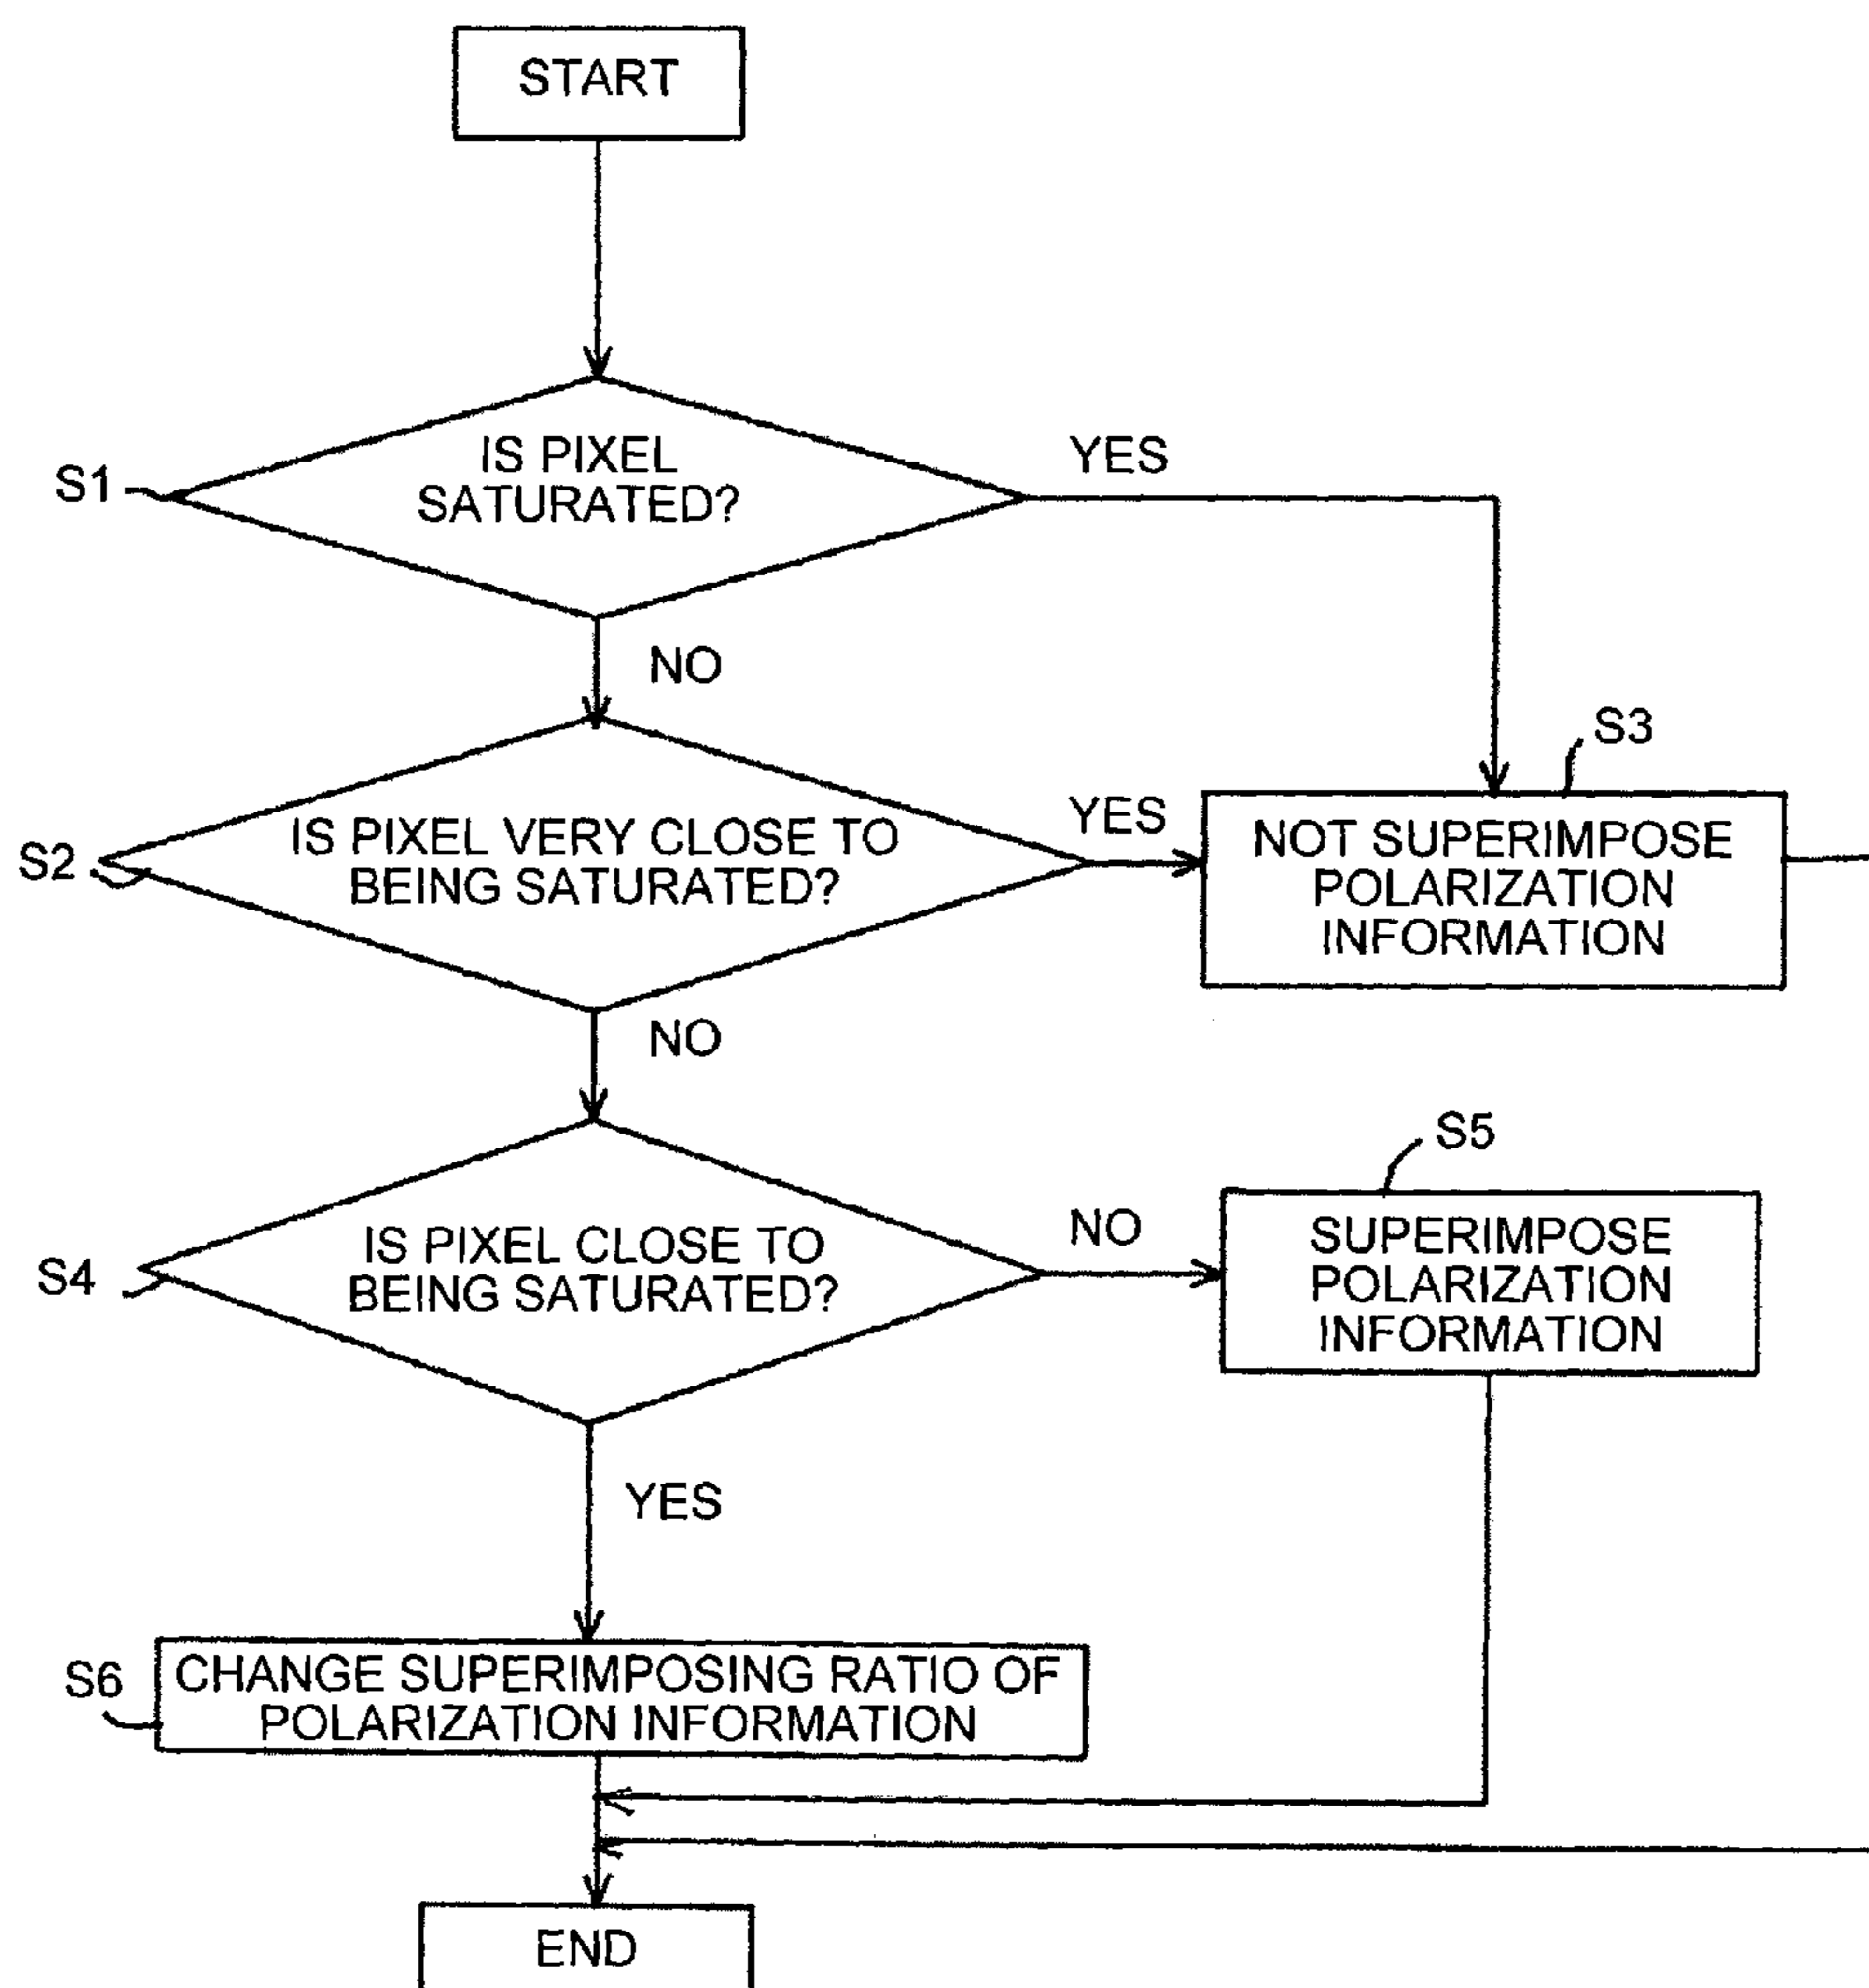 START
IS PIXEL
SATURATED?
S1
YES
NO
S3
IS PIXEL VERY CLOSE TO
BEING SATURATED?
S2
YES
NOT SUPERIMPOSE
POLARIZATION
INFORMATION
NO
S5
IS PIXEL CLOSE TO
BEING SATURATED?
S4
NO
SUPERIMPOSE
POLARIZATION
INFORMATION
YES
S6
CHANGE SUPERIMPOSING RATIO OF
POLARIZATION INFORMATION
END